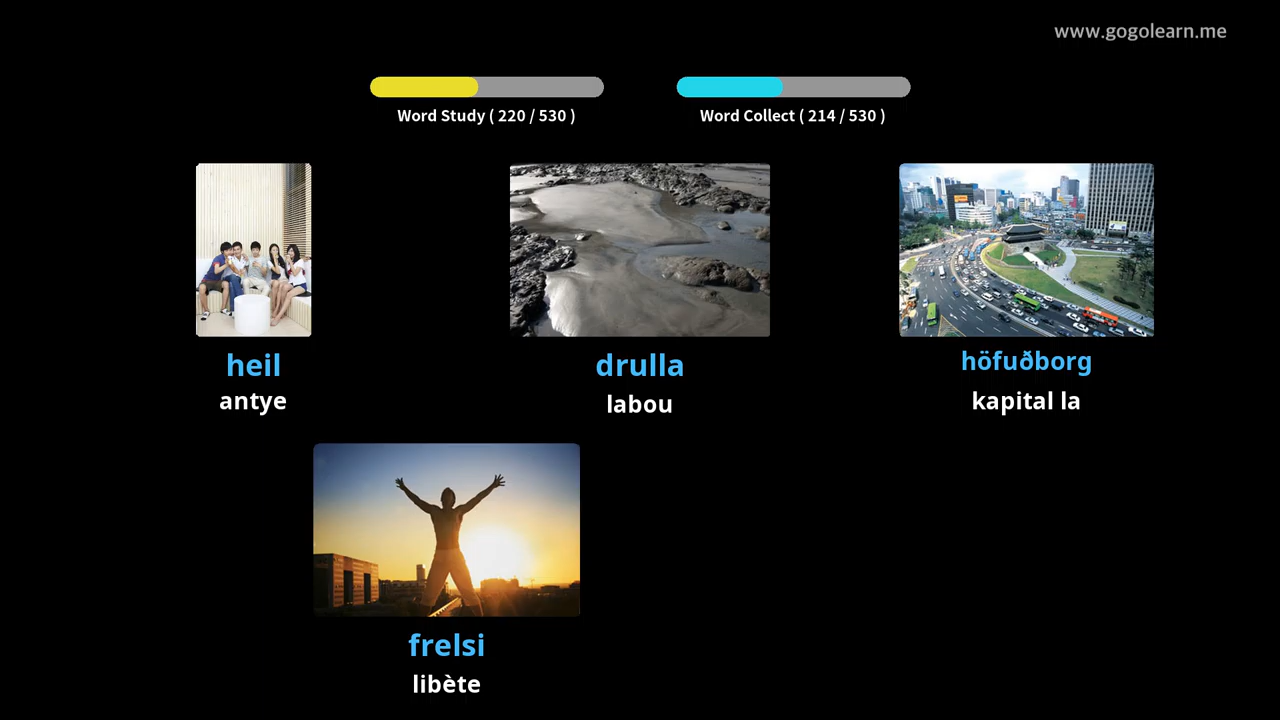 www.gogolearn.me
Word Study ( 220 / 530 )
Word Collect ( 214 / 530 )
heil
antye
drulla
labou
höfuðborg
kapital la
frelsi
libète